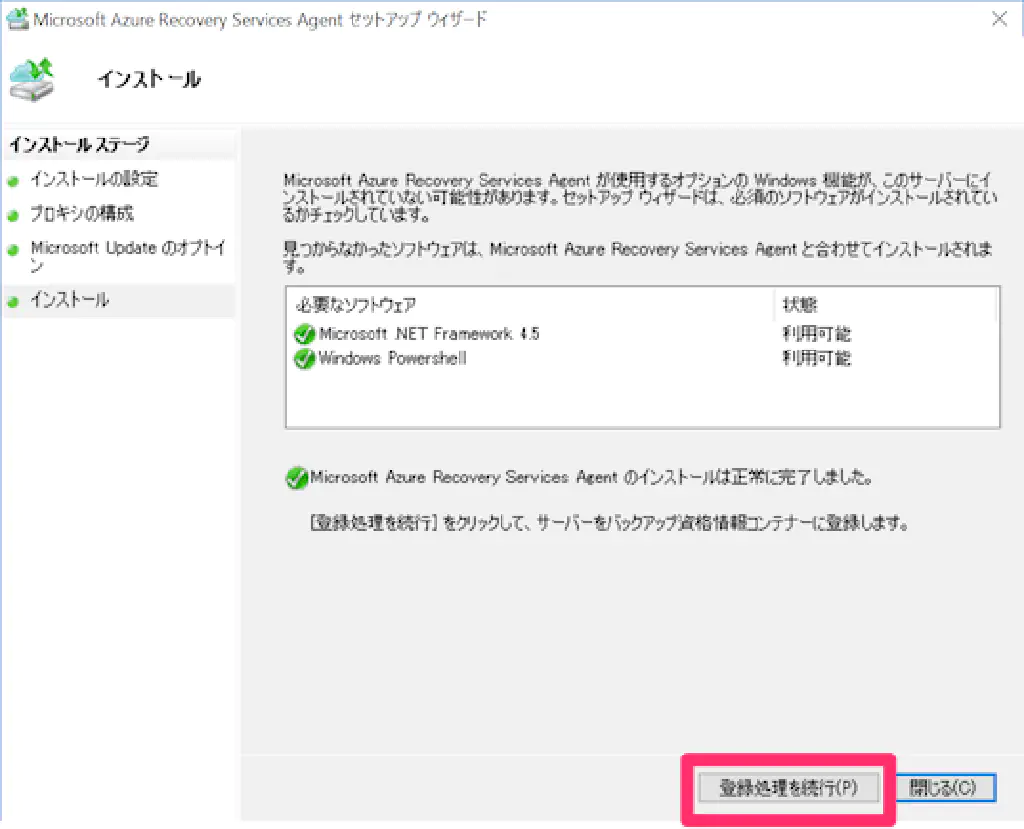 Microsoft Azure Recovery Services Agent セットアップ ウィザード
インストール
インストール ステージ
インストールの設定
プロキシの構成
Microsoft Update のオプトイ
ン
インストール
Microsoft Azure Recovery Services Agent が使用するオプションの Windows 機能が、このサーバーにイ
ンストールされていない可能性があります。セットアップ ウィザードは、必須のソフトウェアがインストールされてい
るかチェックしています。
見つからなかったソフトウェアは、Microsoft Azure Recovery Services Agent と合わせてインストールされま
す。
必要なソフトウェア 状態
Microsoft .NET Framework 4.5 利用可能
Windows Powershell 利用可能
Microsoft Azure Recovery Services Agent のインストールは正常に完了しました。
[登録処理を続行] をクリックして、サーバーをバックアップ資格情報コンテナーに登録します。
登録処理を続行(P) 閉じる(C)